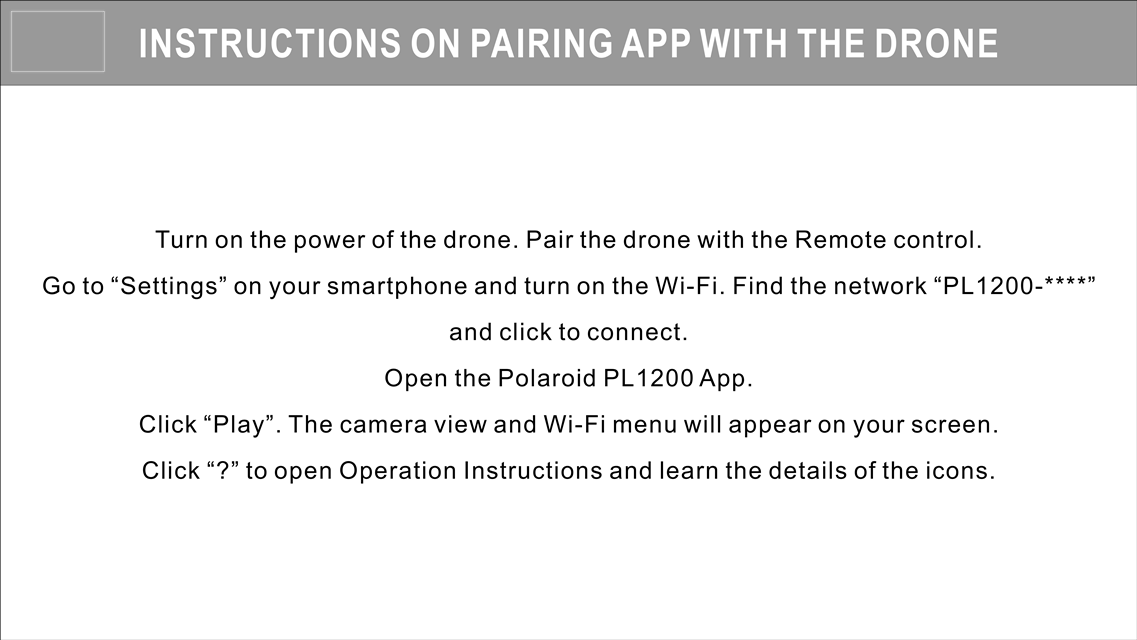 INSTRUCTIONS ON PAIRING APP WITH THE DRONE
Turn on the power of the drone. Pair the drone with the Remote control.
Go to “Settings” on your smartphone and turn on the Wi-Fi. Find the network “PL1200-****”
and click to connect.
Open the Polaroid PL1200 App.
Click “Play”. The camera view and Wi-Fi menu will appear on your screen.
Click “?” to open Operation Instructions and learn the details of the icons.